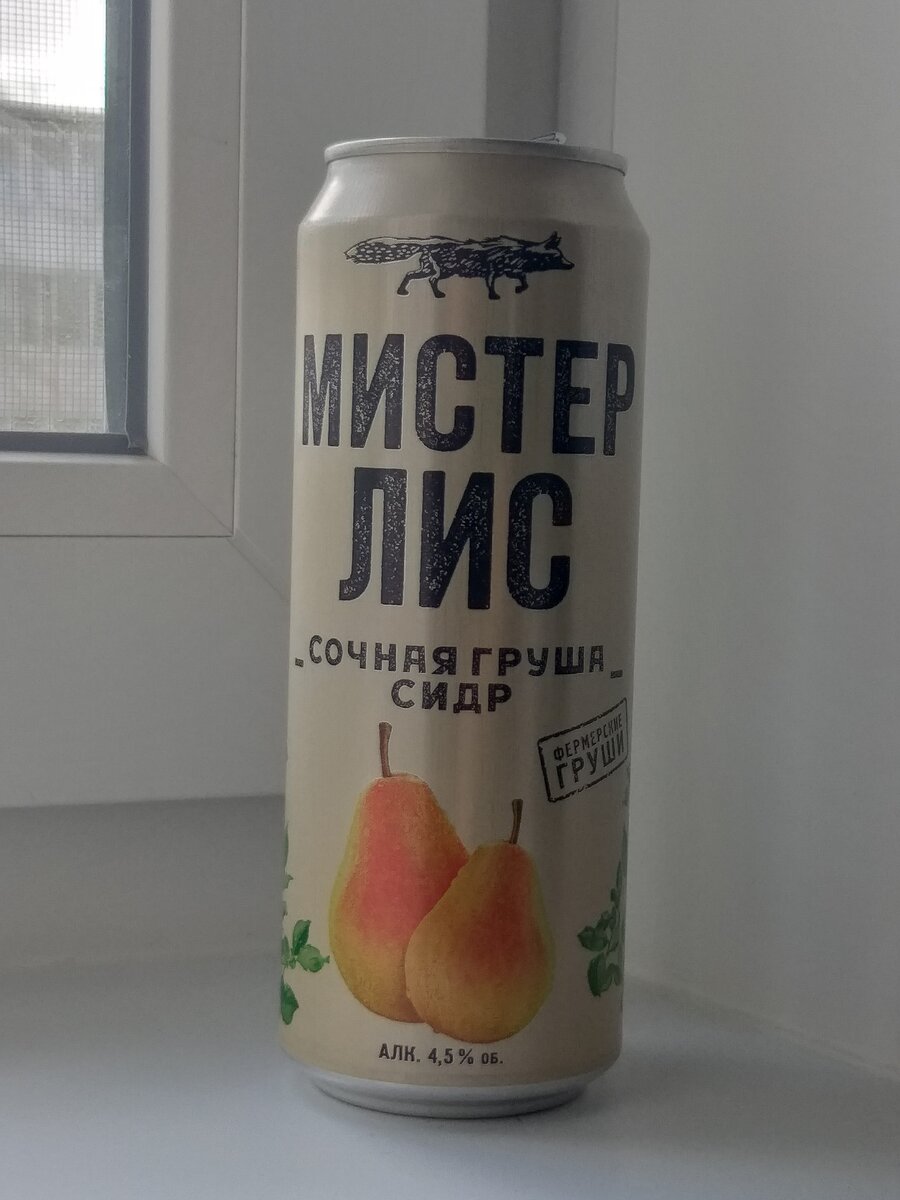 МИСТЕР
ЛИС
СОЧНАЯ ГРУША
СИДР
ФЕРМЕРСКИЕ
ГРУШИ
АЛК. 4,5% ОБ.